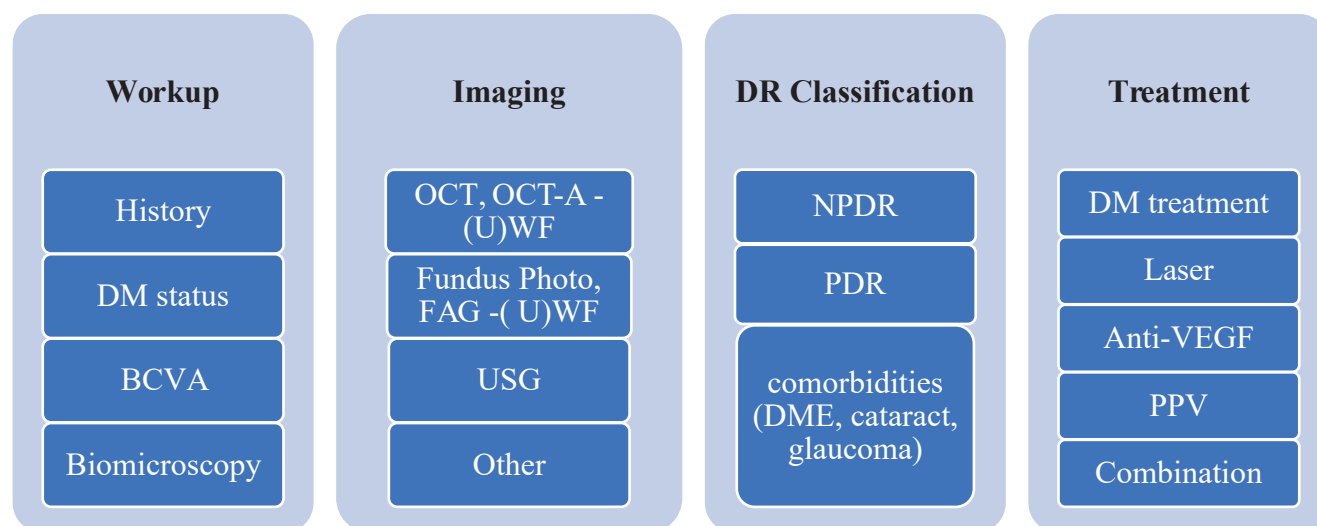 Workup
History
DM status
BCVA
Biomicroscopy
Imaging
OCT, OCT-A -
(U)WF
Fundus Photo,
FAG -( U)WF
USG
Other
DR Classification
NPDR
PDR
comorbidities
(DME, cataract,
glaucoma)
Treatment
DM treatment
Laser
Anti-VEGF
PPV
Combination